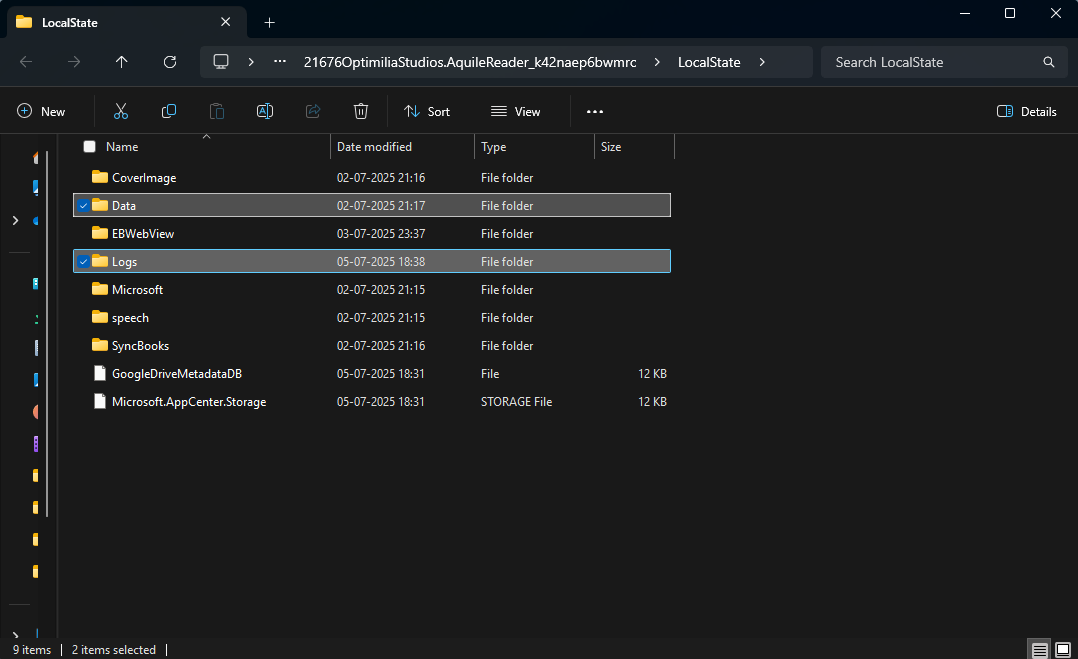 LocalState
21676OptimiliaStudios.AquileReader_k42naep6bwmrc > LocalState >
Search LocalState
New
Sort
View
Details
Name Date modified Type Size
CoverImage 02-07-2025 21:16 File folder
Data 02-07-2025 21:17 File folder
EBWebView 03-07-2025 23:37 File folder
Logs 05-07-2025 18:38 File folder
Microsoft 02-07-2025 21:15 File folder
speech 02-07-2025 21:15 File folder
SyncBooks 02-07-2025 21:16 File folder
GoogleDriveMetadataDB 05-07-2025 18:31 File 12 KB
Microsoft.AppCenter.Storage 05-07-2025 18:31 STORAGE File 12 KB
9 items | 2 items selected |